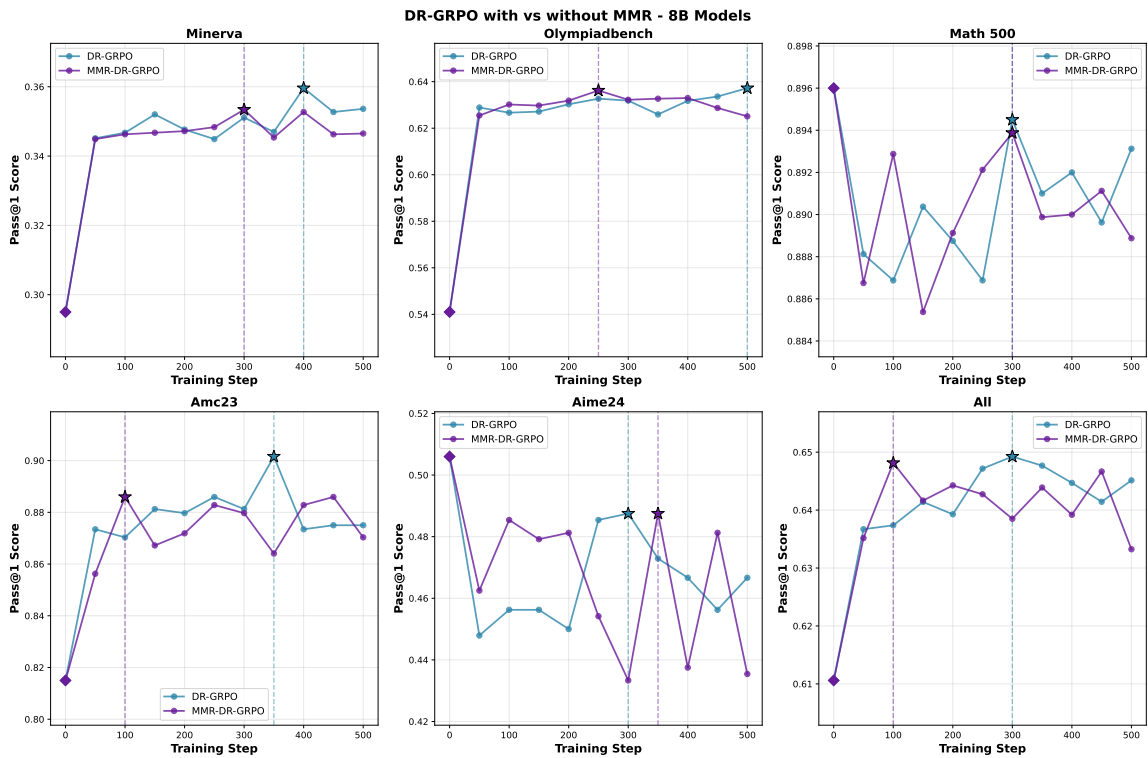 DR-GRPO with vs without MMR - 8B Models
Minerva
DR-GRPO
MMR-DR-GRPO
Pass@1 Score
0.36
0.34
0.32
0.30
0 100 200 300 400 500
Training Step
Olympiadbench
DR-GRPO
MMR-DR-GRPO
Pass@1 Score
0.64
0.62
0.60
0.58
0.56
0.54
0 100 200 300 400 500
Training Step
Math 500
DR-GRPO
MMR-DR-GRPO
Pass@1 Score
0.898
0.896
0.894
0.892
0.890
0.888
0.886
0.884
0 100 200 300 400 500
Training Step
Amc23
Pass@1 Score
0.90
0.88
0.86
0.84
0.82
0.80
DR-GRPO
MMR-DR-GRPO
0 100 200 300 400 500
Training Step
Aime24
DR-GRPO
MMR-DR-GRPO
Pass@1 Score
0.52
0.50
0.48
0.46
0.44
0.42
0 100 200 300 400 500
Training Step
All
DR-GRPO
MMR-DR-GRPO
Pass@1 Score
0.65
0.64
0.63
0.62
0.61
0 100 200 300 400 500
Training Step